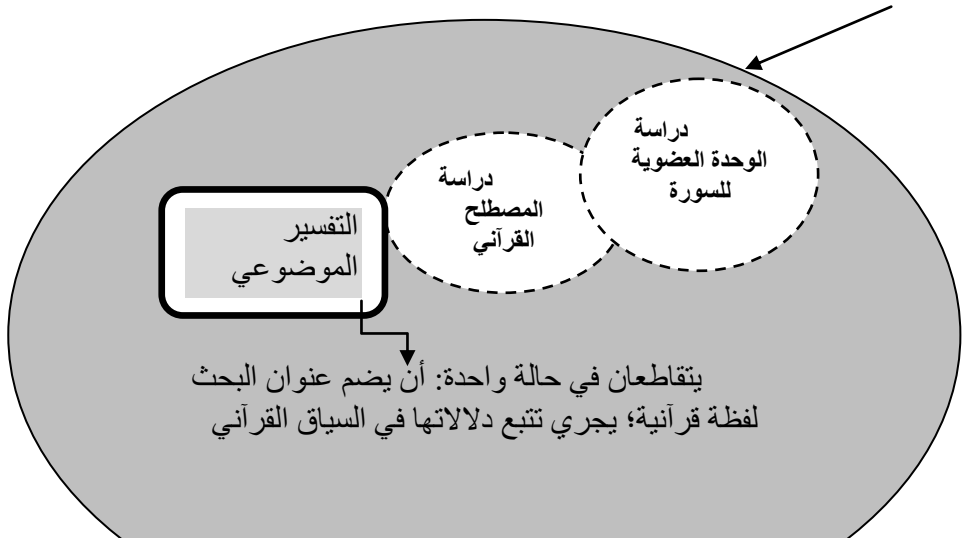 دراسة
الوحدة العضوية
للسورة
دراسة
المصطلح
القرآني
التفسير
الموضوعي
يتقاطعان في حالة واحدة: أن يضم عنوان البحث
لفظة قرآنية؛ يجري تتبع دلالاتها في السياق القرآني